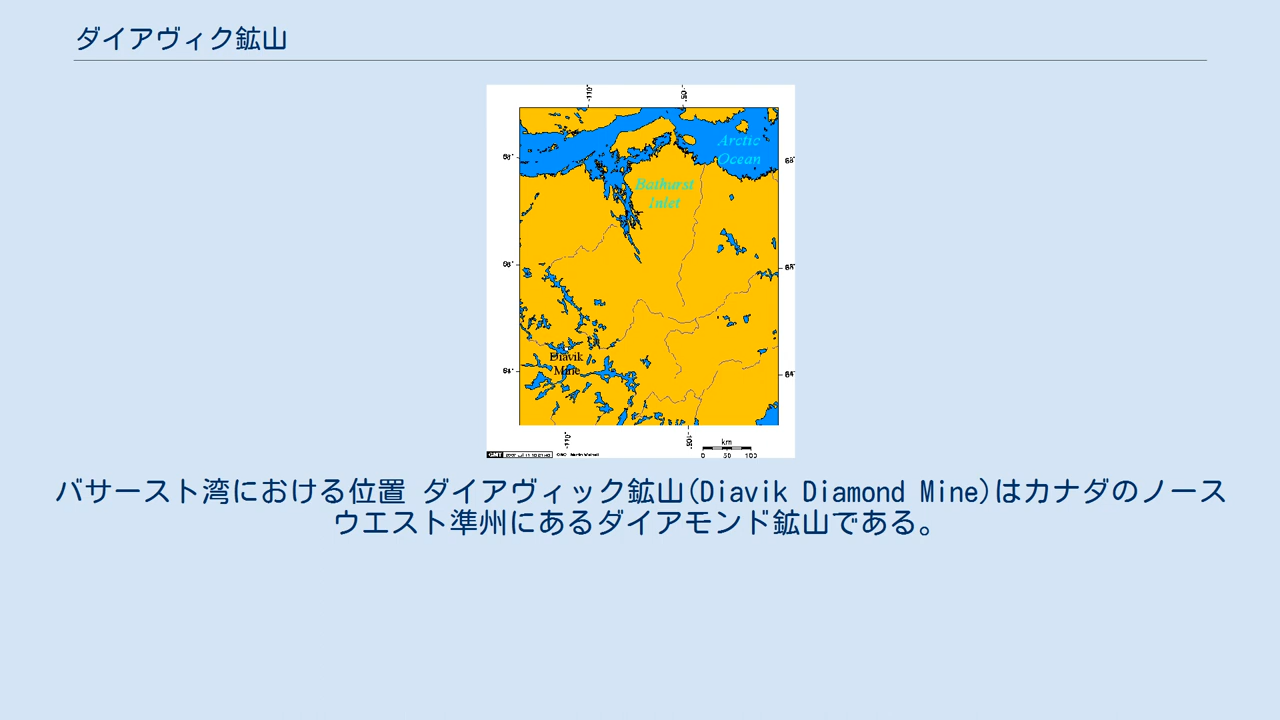 ダイアヴィク鉱山
Arctic
Ocean
Bathurst
Inlet
Diavik
Mine
km
0 50 100
バサースト湾における位置 ダイアヴィック鉱山(Diavik Diamond Mine)はカナダのノース
ウエスト準州にあるダイアモンド鉱山である。